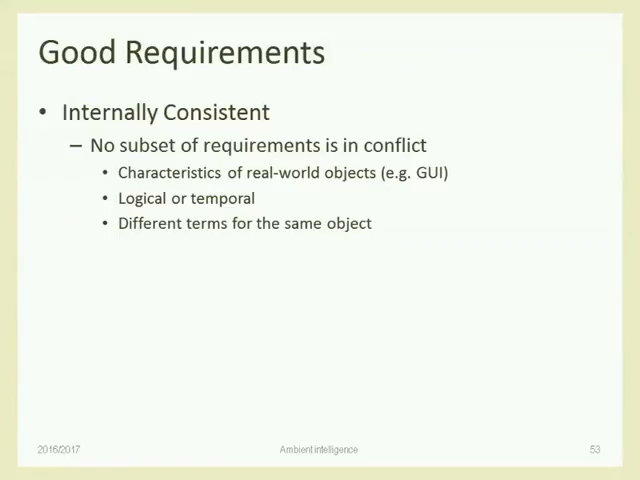 Good Requirements
• Internally Consistent
– No subset of requirements is in conflict
• Characteristics of real-world objects (e.g. GUI)
• Logical or temporal
• Different terms for the same object
2016/2017
Ambient intelligence
53